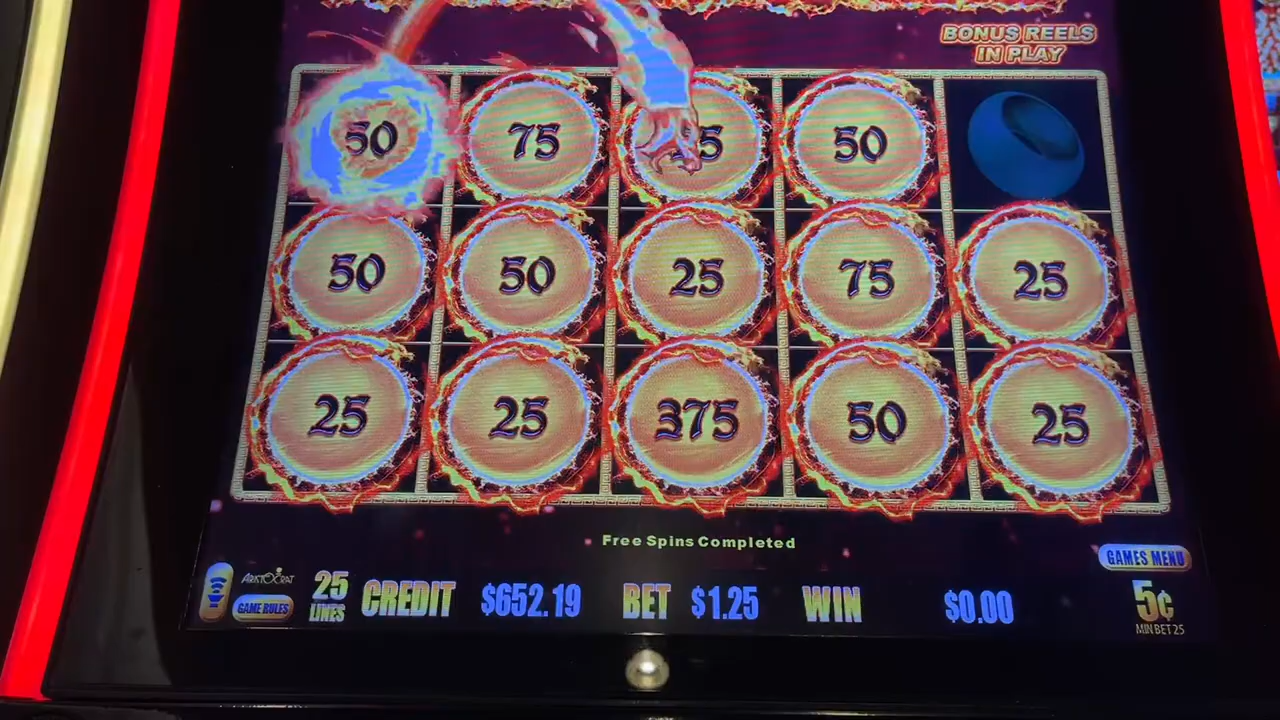 BONUS REELS
IN PLAY
50 75 5 50
50 50 25 75 25
25 25 375 50 25
Free Spins Completed
GAMES MENU
ARISTOCRAT
GAME RULES
25
LINES
CREDIT $652.19 BET $1.25 WIN $0.00
5¢
MIN BET 25